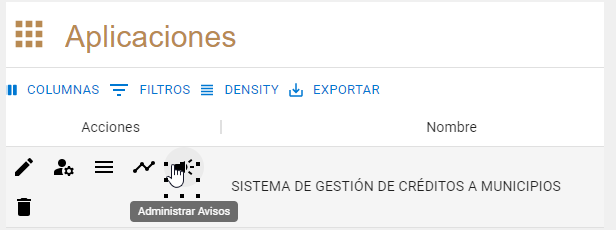 Aplicaciones
COLUMNAS FILTROS DENSITY EXPORTAR
Acciones Nombre
SISTEMA DE GESTIÓN DE CRÉDITOS A MUNICIPIOS
Administrar Avisos